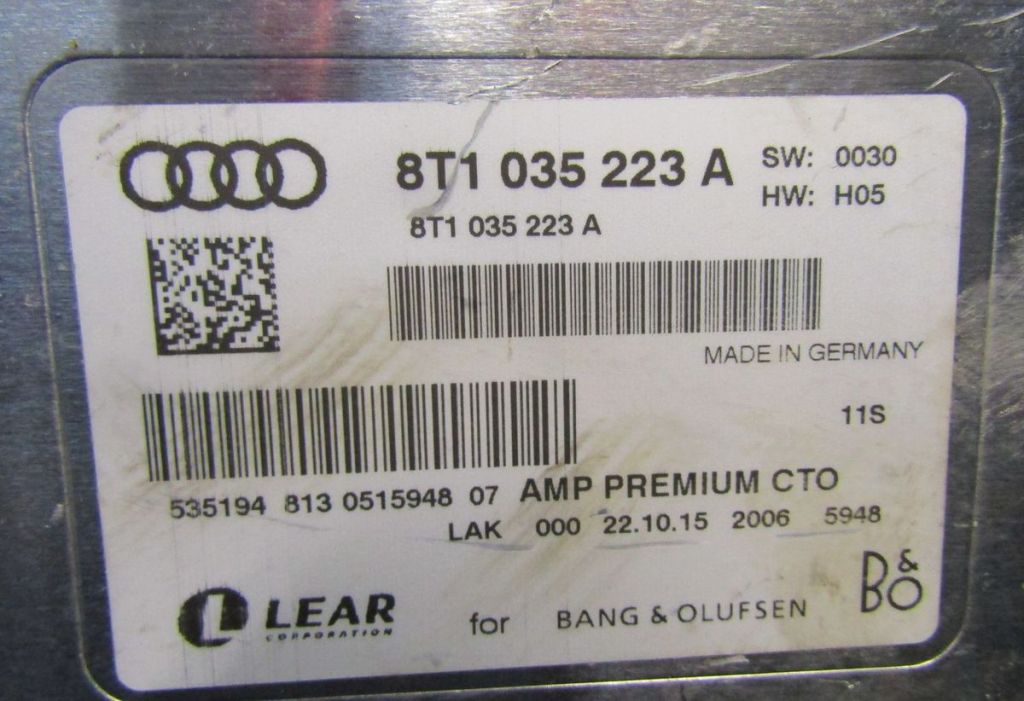 8T1 035 223 A
SW: 0030
HW: H05
8T1 035 223 A
MADE IN GERMANY
11S
535194 813 0515948 07 AMP PREMIUM CTO
LAK 000 22.10.15 2006 5948
L LEAR
CORPORATION
for BANG & OLUFSEN
B&O